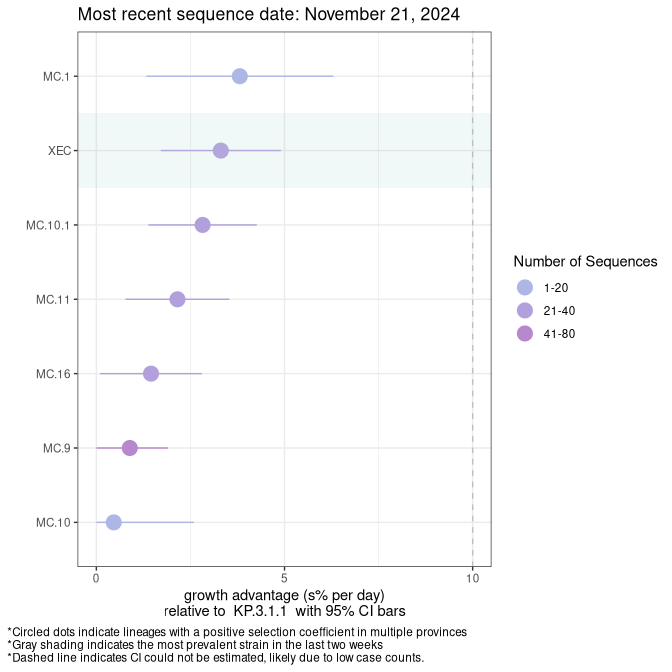 Most recent sequence date: November 21, 2024
MC.1
XEC
MC.10.1
MC.11
MC.16
MC.9
MC.10
0 5 10
growth advantage (s% per day)
relative to KP.3.1.1 with 95% CI bars
Number of Sequences
1-20
21-40
41-80
*Circled dots indicate lineages with a positive selection coefficient in multiple provinces
*Gray shading indicates the most prevalent strain in the last two weeks
*Dashed line indicates CI could not be estimated, likely due to low case counts.